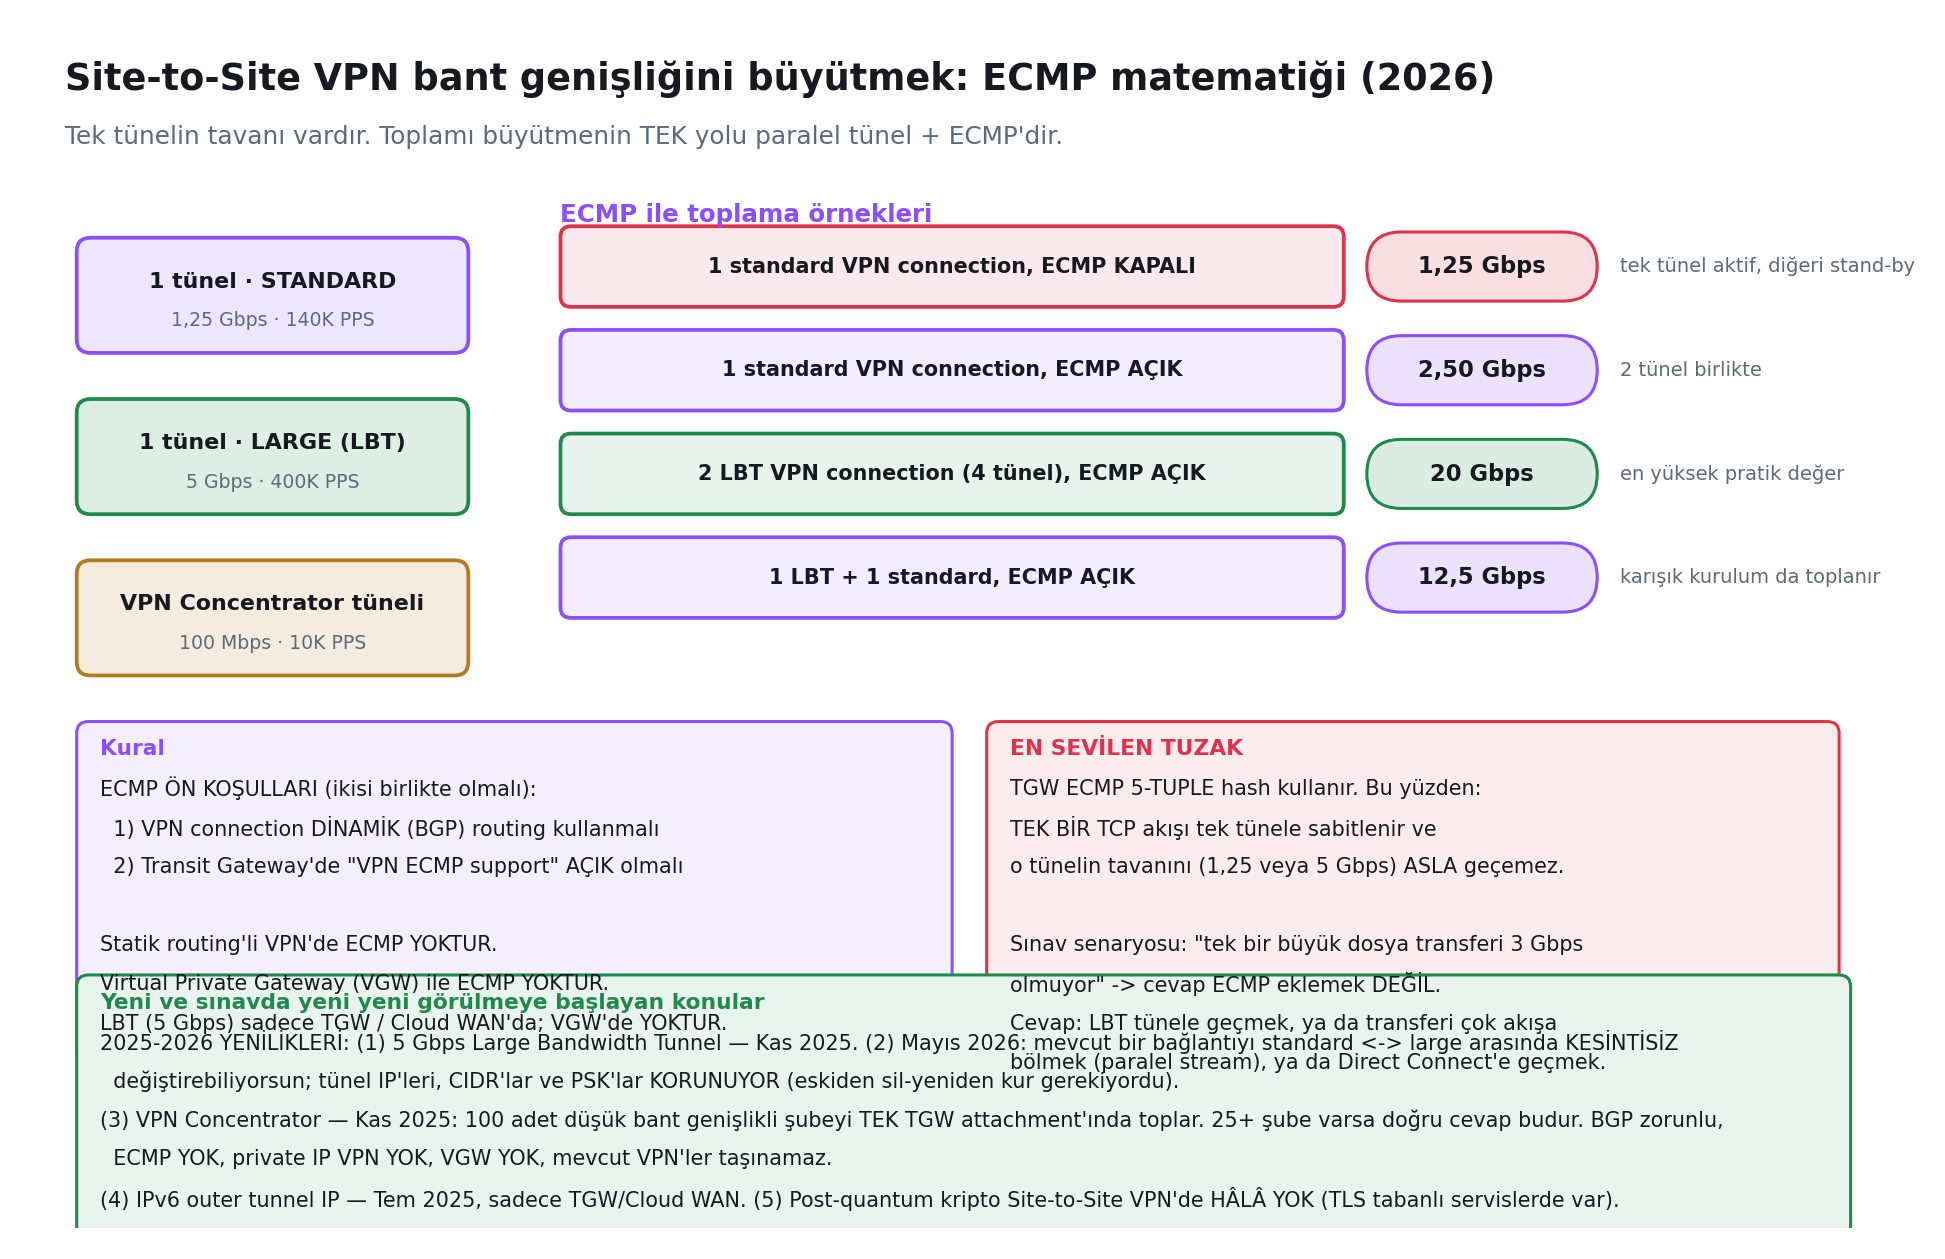 Site-to-Site VPN bant genişliğini büyütmek: ECMP matematiği (2026)
Tek tünelin tavanı vardır. Toplamı büyütmenin TEK yolu paralel tünel + ECMP'dir.
1 tünel · STANDARD
1,25 Gbps · 140K PPS
1 tünel · LARGE (LBT)
5 Gbps · 400K PPS
VPN Concentrator tüneli
100 Mbps · 10K PPS
ECMP ile toplama örnekleri
1 standard VPN connection, ECMP KAPALI
1,25 Gbps
tek tünel aktif, diğeri stand-by
1 standard VPN connection, ECMP AÇIK
2,50 Gbps
2 tünel birlikte
2 LBT VPN connection (4 tünel), ECMP AÇIK
20 Gbps
en yüksek pratik değer
1 LBT + 1 standard, ECMP AÇIK
12,5 Gbps
karışık kurulum da toplanır
Kural
ECMP ÖN KOŞULLARI (ikisi birlikte olmalı):
1) VPN connection DİNAMİK (BGP) routing kullanmalı
2) Transit Gateway'de "VPN ECMP support" AÇIK olmalı
Statik routing'li VPN'de ECMP YOKTUR.
Virtual Private Gateway (VGW) ile ECMP YOKTUR.
LBT (5 Gbps) sadece TGW / Cloud WAN'da; VGW'de YOKTUR.
EN SEVİLEN TUZAK
TGW ECMP 5-TUPLE hash kullanır. Bu yüzden:
TEK BİR TCP akışı tek tünele sabitlenir ve
o tünelin tavanını (1,25 veya 5 Gbps) ASLA geçemez.
Sınav senaryosu: "tek bir büyük dosya transferi 3 Gbps
olmuyor" -> cevap ECMP eklemek DEĞİL.
Cevap: LBT tünele geçmek, ya da transferi çok akışa
bölmek (paralel stream), ya da Direct Connect'e geçmek.
Yeni ve sınavda yeni yeni görülmeye başlayan konular
2025-2026 YENİLİKLERİ: (1) 5 Gbps Large Bandwidth Tunnel — Kas 2025. (2) Mayıs 2026: mevcut bir bağlantıyı standard <-> large arasında KESİNTİSİZ
değiştirebiliyorsun; tünel IP'leri, CIDR'lar ve PSK'lar KORUNUYOR (eskiden sil-yeniden kur gerekiyordu).
(3) VPN Concentrator — Kas 2025: 100 adet düşük bant genişlikli şubeyi TEK TGW attachment'ında toplar. 25+ şube varsa doğru cevap budur. BGP zorunlu,
ECMP YOK, private IP VPN YOK, VGW YOK, mevcut VPN'ler taşınamaz.
(4) IPv6 outer tunnel IP — Tem 2025, sadece TGW/Cloud WAN. (5) Post-quantum kripto Site-to-Site VPN'de HÂLÂ YOK (TLS tabanlı servislerde var).